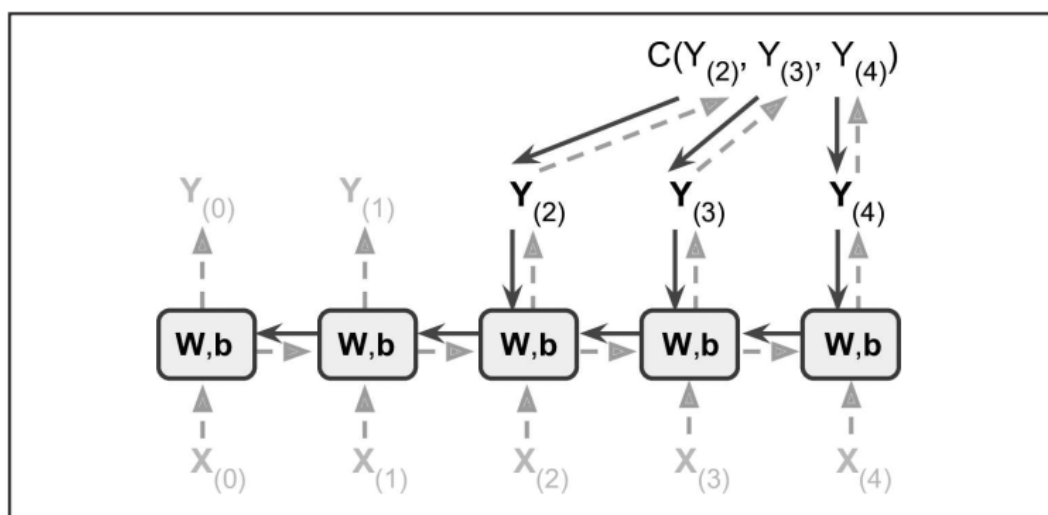 C(Y(2), Y(3), Y(4))
Y(0) Y(1) Y(2) Y(3) Y(4)
W,b W,b W,b W,b W,b
X(0) X(1) X(2) X(3) X(4)